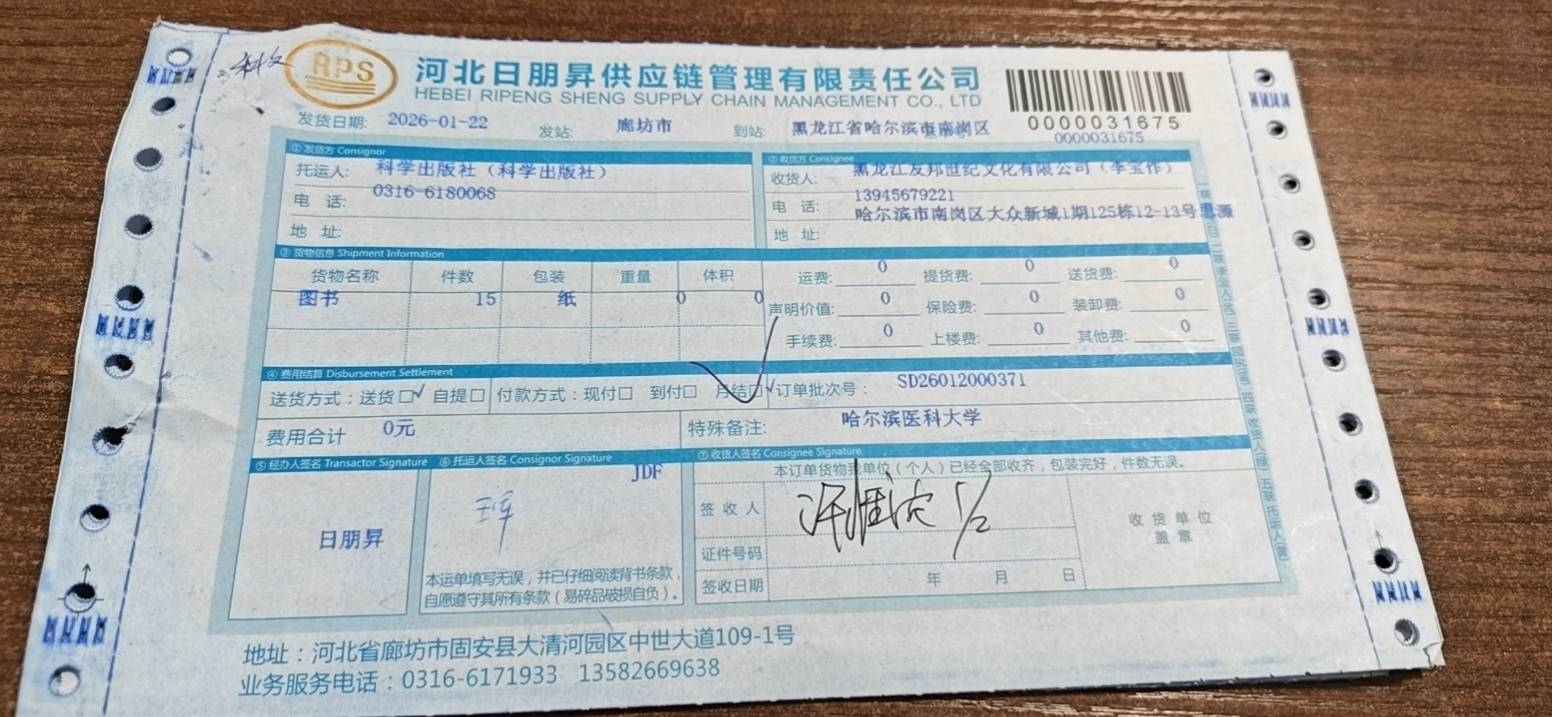 RPS
河北日朋昇供应链管理有限责任公司
HEBEI RIPENG SHENG SUPPLY CHAIN MANAGEMENT CO., LTD
0000031675
0000031675
发货日期: 2026-01-22 发站: 廊坊市 到站: 黑龙江省哈尔滨市南岗区
① 发货方 Consignor ② 收货方 Consignee
托运人: 科学出版社（科学出版社） 收货人: 黑龙江友邦世纪文化有限公司（李宝作）
电 话: 0316-6180068 电 话: 13945679221
地 址: 地 址: 哈尔滨市南岗区大众新城1期125栋12-13号思源
③ 货物信息 Shipment Information
货物名称 件数 包装 重量 体积 运费: 0 提货费: 0 送货费: 0
图书 15 纸 0 0 声明价值: 0 保险费: 0 装卸费: 0
手续费: 0 上楼费: 0 其他费: 0
④ 费用结算 Disbursement Settlement
送货方式：送货□√ 自提□ 付款方式：现付□ 到付□ 月结□√ 订单批次号： SD26012000371
费用合计 0元 特殊备注: 哈尔滨医科大学
⑤ 经办人签名 Transactor Signature ⑥ 托运人签名 Consignor Signature ⑦ 收货人签名 Consignee Signature
JDF 本订单货物我单位（个人）已经全部收齐，包装完好，件数无误。
签 收 人 1/2
日朋昇 收 货 单 位
盖 章
证件号码
本运单填写无误，并已仔细阅读背书条款，
自愿遵守其所有条款（易碎品破损自负）。
签收日期 年 月 日
地址：河北省廊坊市固安县大清河园区中世大道109-1号
业务服务电话：0316-6171933 13582669638